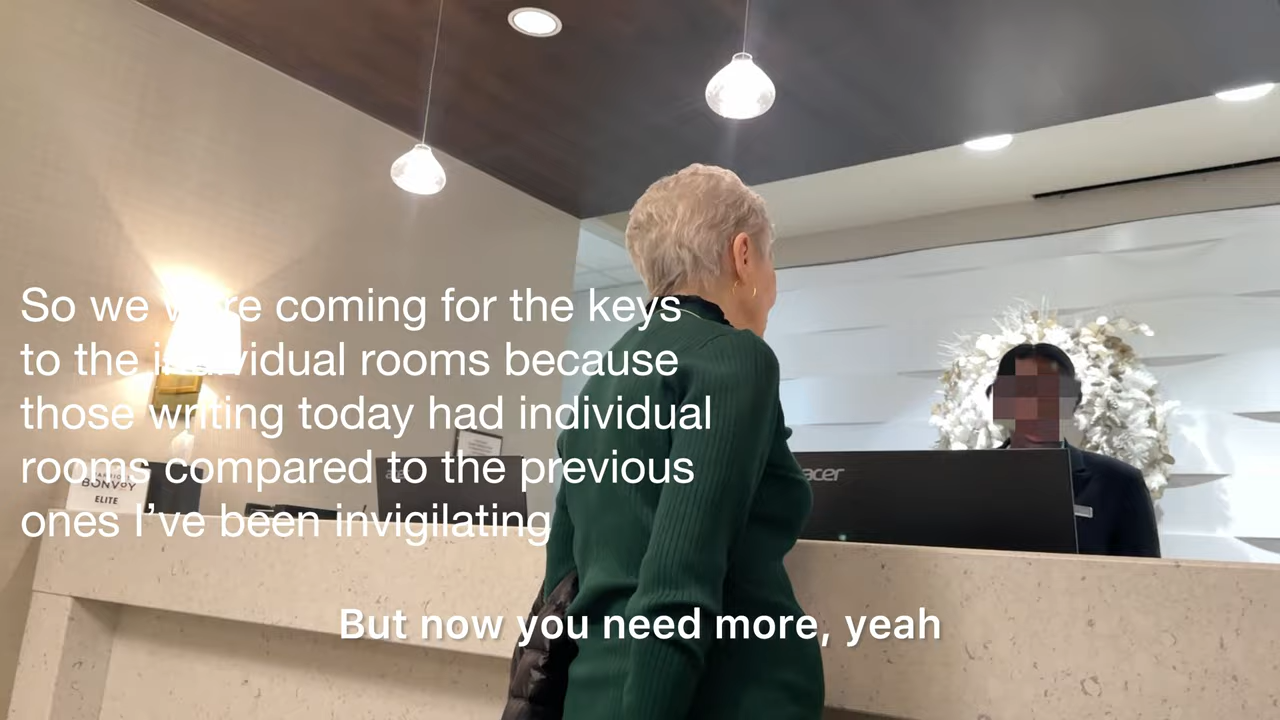 So we were coming for the keys
to the individual rooms because
those writing today had individual
rooms compared to the previous
ones I've been invigilating
BONVOY
ELITE
acer
acer
But now you need more, yeah